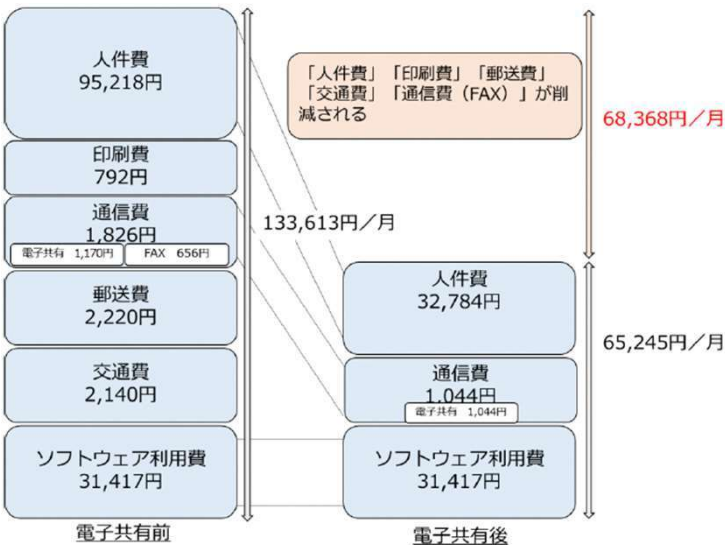 人件費
95,218円
印刷費
792円
通信費
1,826円
電子共有 1,170円
FAX 656円
郵送費
2,220円
交通費
2,140円
ソフトウェア利用費
31,417円
電子共有前
133,613円／月
「人件費」「印刷費」「郵送費」
「交通費」「通信費（FAX）」が削
減される
68,368円／月
人件費
32,784円
通信費
1,044円
電子共有 1,044円
ソフトウェア利用費
31,417円
電子共有後
65,245円／月